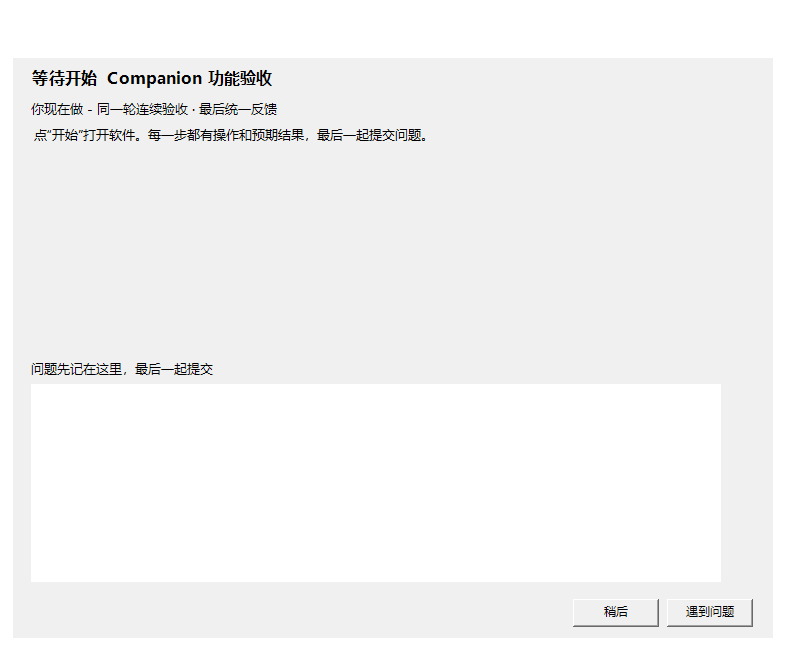 等待开始 Companion 功能验收
你现在做 - 同一轮连续验收 · 最后统一反馈
点"开始"打开软件。每一步都有操作和预期结果，最后一起提交问题。
问题先记在这里，最后一起提交
稍后
遇到问题